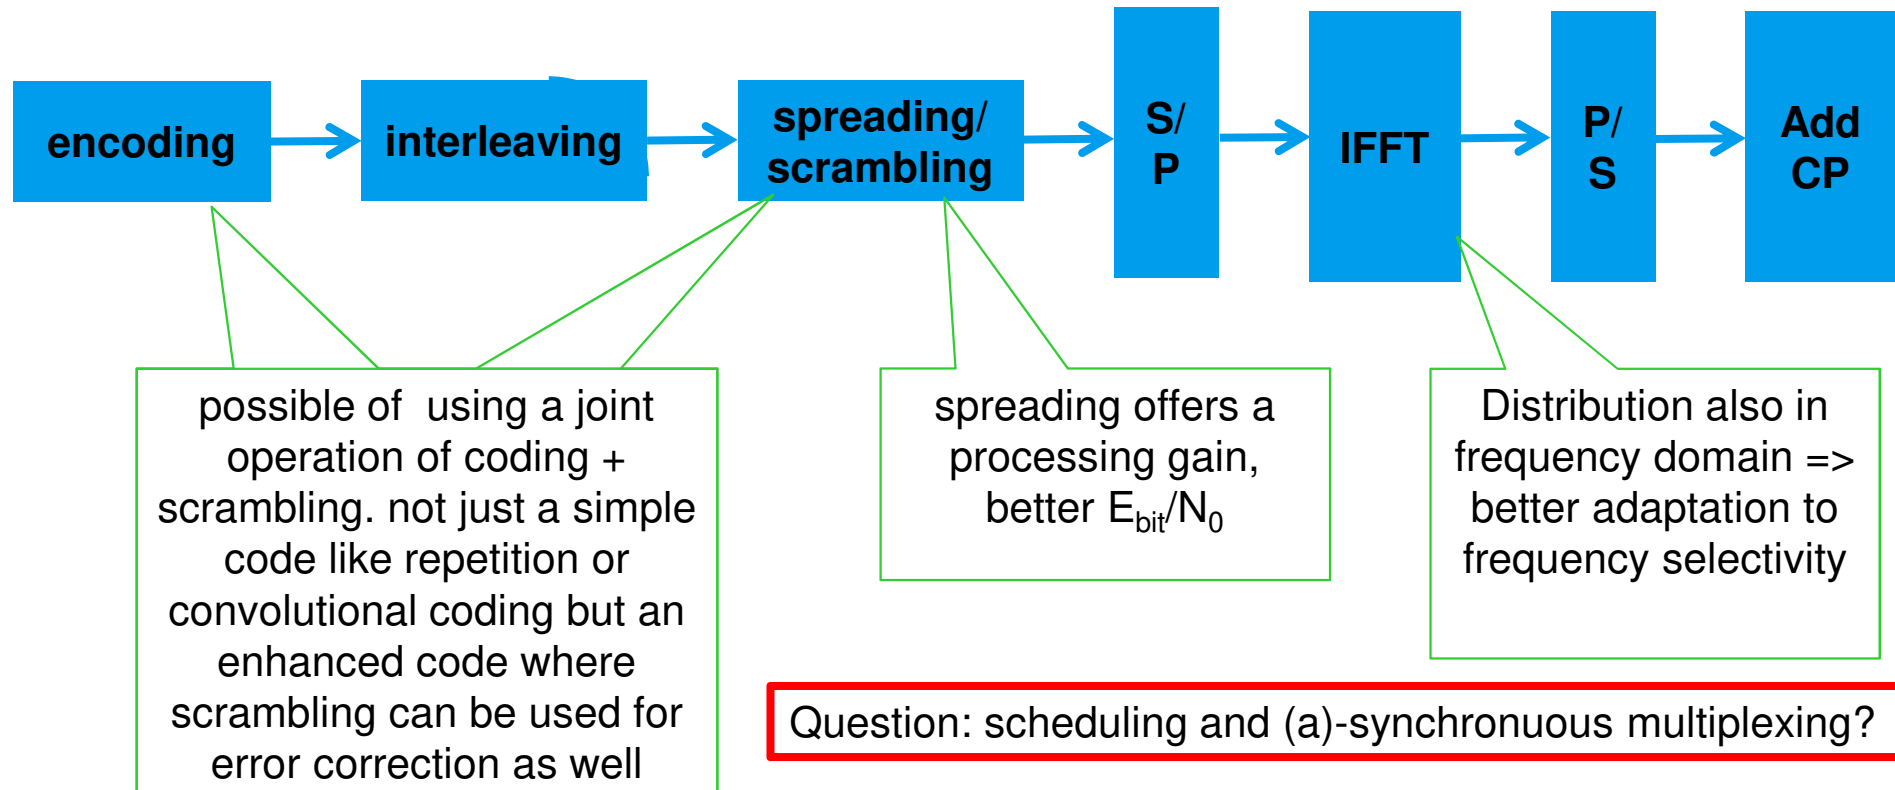 encoding
interleaving
spreading/
scrambling
S/
P
IFFT
P/
S
Add
CP
possible of  using a joint
operation of coding +
scrambling. not just a simple
code like repetition or
convolutional coding but an
enhanced code where
scrambling can be used for
error correction as well
spreading offers a
processing gain,
better E_bit/N_0
Distribution also in
frequency domain =>
better adaptation to
frequency selectivity
Question: scheduling and (a)-synchronuous multiplexing?